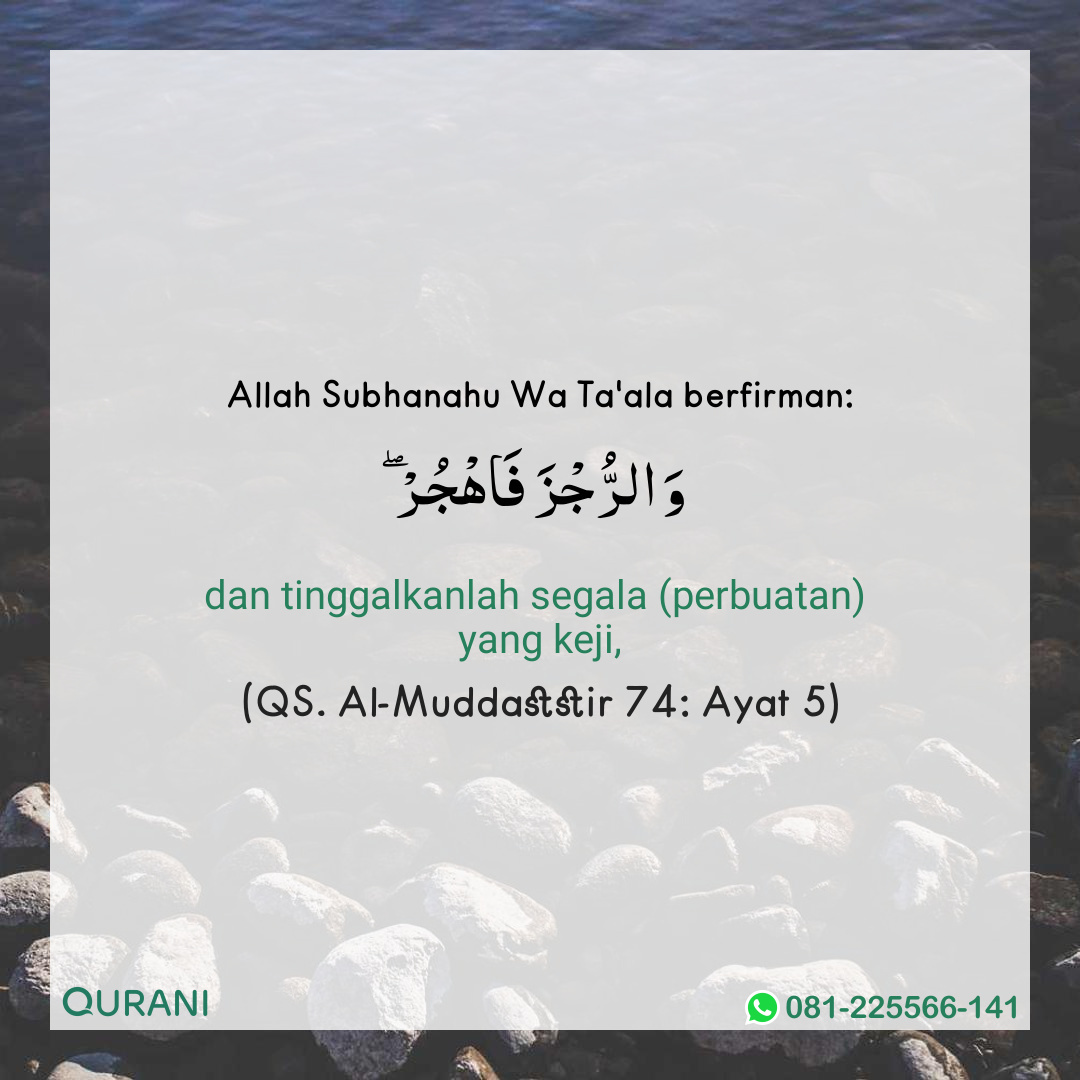 Allah Subhanahu Wa Ta'ala berfirman:
وَالرُّجْزَ فَاهْجُرْ ۖ
dan tinggalkanlah segala (perbuatan)
yang keji,
(QS. Al-Muddaststir 74: Ayat 5)
QURANI
081-225566-141